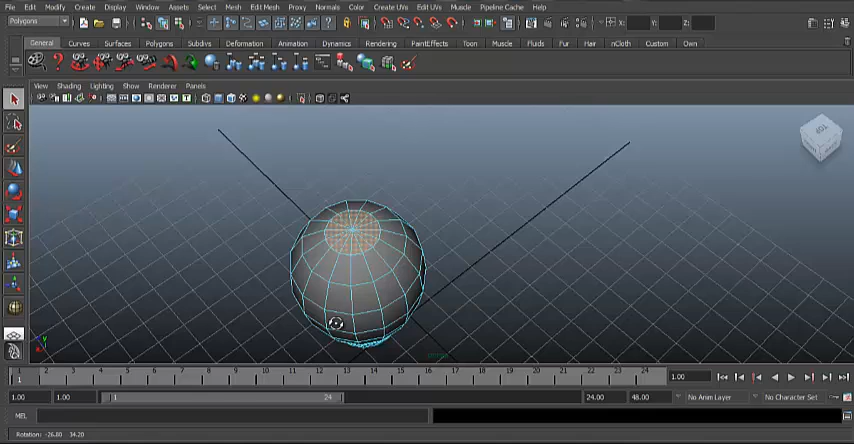 File Edit Modify Create Display Window Assets Select Mesh Edit Mesh Proxy Normals Color Create UVs Edit UVs Muscle Pipeline Cache Help
Polygons X: Y: Z:
General Curves Surfaces Polygons Subdivs Deformation Animation Dynamics Rendering PaintEffects Toon Muscle Fluids Fur Hair nCloth Custom Own
View Shading Lighting Show Renderer Panels
TOP
persp
1 2 3 4 5 6 7 8 9 10 11 12 13 14 15 16 17 18 19 20 21 22 23 24
1 1.00
1.00 1.00 1 24 24.00 48.00 No Anim Layer No Character Set
MEL
Rotation: -26.80 34.20